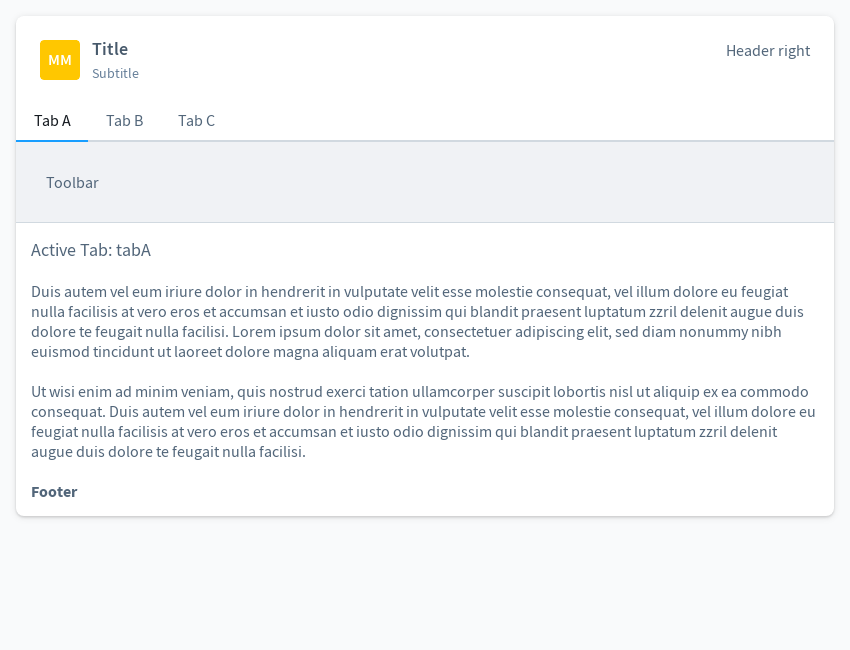 MM
Title
Subtitle
Header right
Tab A
Tab B
Tab C
Toolbar
Active Tab: tabA
Duis autem vel eum iriure dolor in hendrerit in vulputate velit esse molestie consequat, vel illum dolore eu feugiat
nulla facilisis at vero eros et accumsan et iusto odio dignissim qui blandit praesent luptatum zzril delenit augue duis
dolore te feugait nulla facilisi. Lorem ipsum dolor sit amet, consectetuer adipiscing elit, sed diam nonummy nibh
euismod tincidunt ut laoreet dolore magna aliquam erat volutpat.
Ut wisi enim ad minim veniam, quis nostrud exerci tation ullamcorper suscipit lobortis nisl ut aliquip ex ea commodo
consequat. Duis autem vel eum iriure dolor in hendrerit in vulputate velit esse molestie consequat, vel illum dolore eu
feugiat nulla facilisis at vero eros et accumsan et iusto odio dignissim qui blandit praesent luptatum zzril delenit
augue duis dolore te feugait nulla facilisi.
Footer